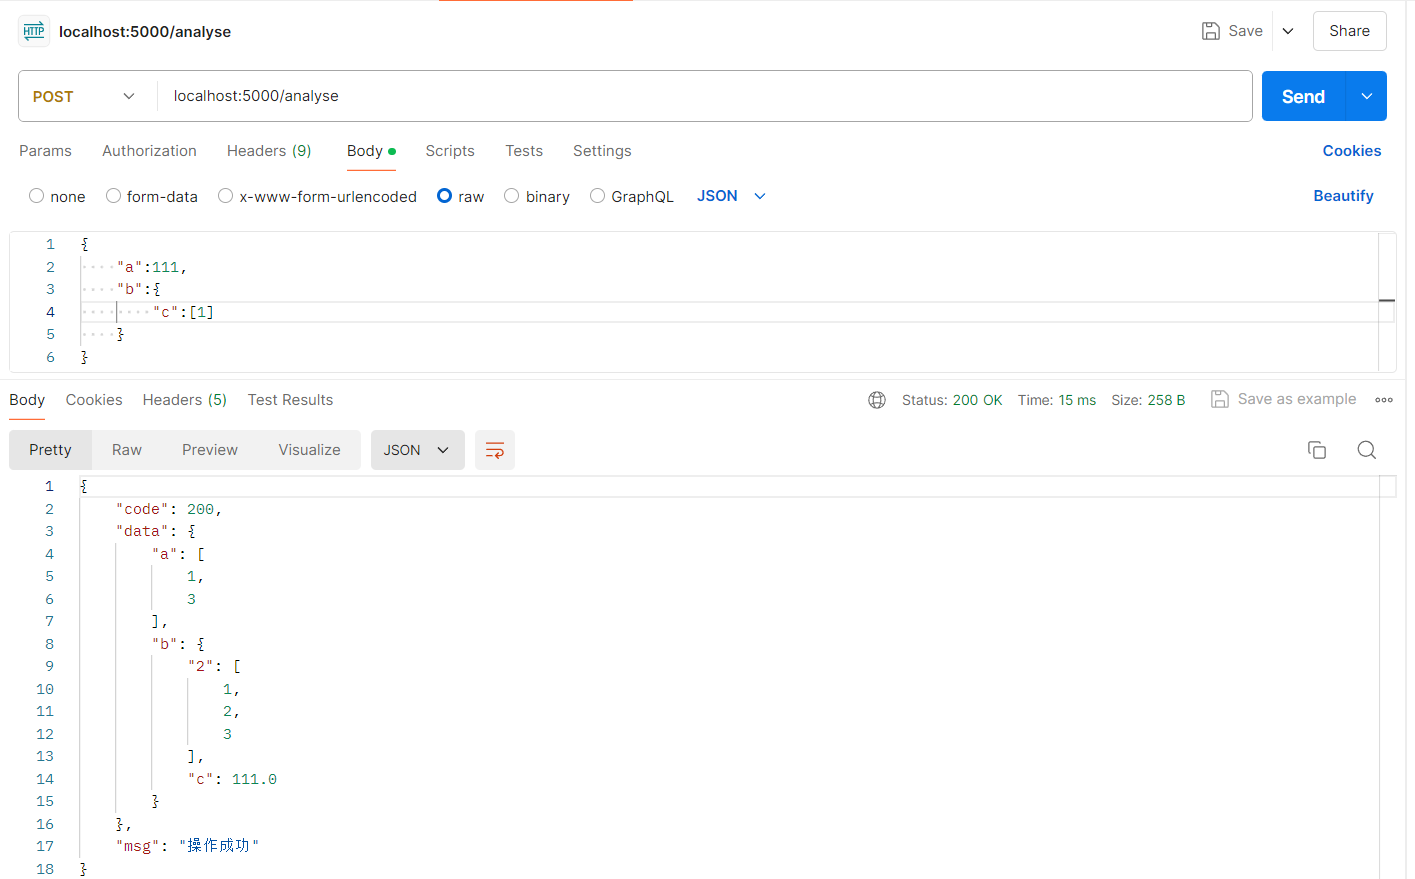 HTTP localhost:5000/analyse Save Share
POST localhost:5000/analyse Send
Params Authorization Headers (9) Body Scripts Tests Settings Cookies
none form-data x-www-form-urlencoded raw binary GraphQL JSON Beautify
1 {
2 "a":111,
3 "b":{
4 "c":[1]
5 }
6 }
Body Cookies Headers (5) Test Results Status: 200 OK Time: 15 ms Size: 258 B Save as example
Pretty Raw Preview Visualize JSON
1 {
2 "code": 200,
3 "data": {
4 "a": [
5 1,
6 3
7 ],
8 "b": {
9 "2": [
10 1,
11 2,
12 3
13 ],
14 "c": 111.0
15 }
16 },
17 "msg": "操作成功"
18 }